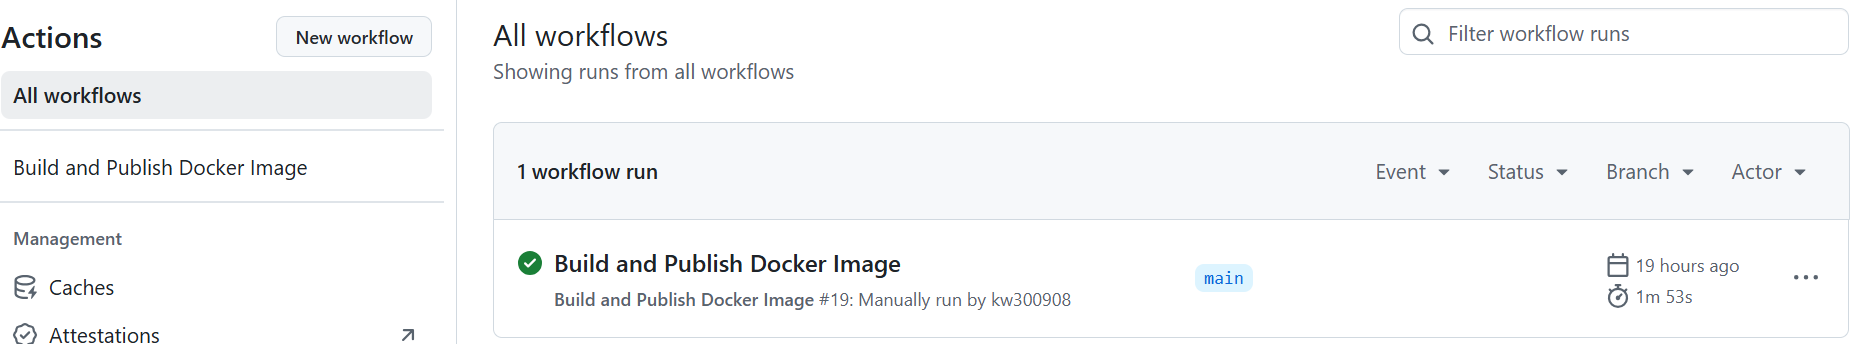 Actions
New workflow
All workflows
Build and Publish Docker Image
Management
Caches
Attestations
All workflows
Showing runs from all workflows
Filter workflow runs
1 workflow run
Event
Status
Branch
Actor
Build and Publish Docker Image
Build and Publish Docker Image #19: Manually run by kw300908
main
19 hours ago
1m 53s